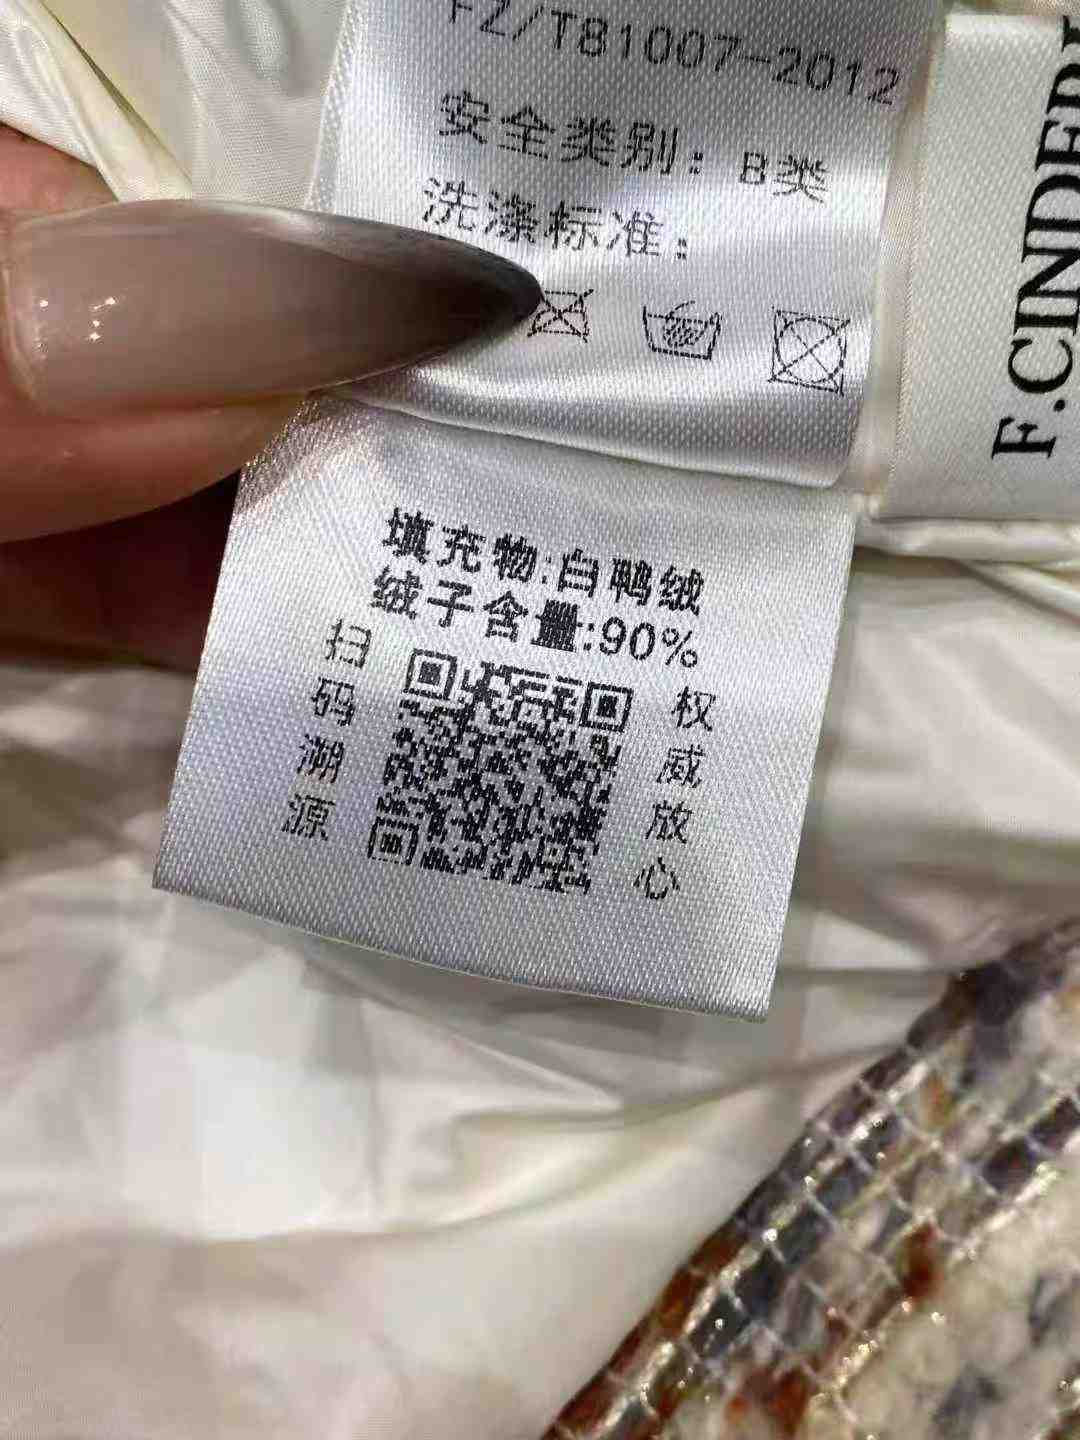 FZ/T81007-2012
安全类别：B类
洗涤标准：
填充物:白鸭绒
绒子含量:90%
扫码溯源
权威放心
F.CINDER